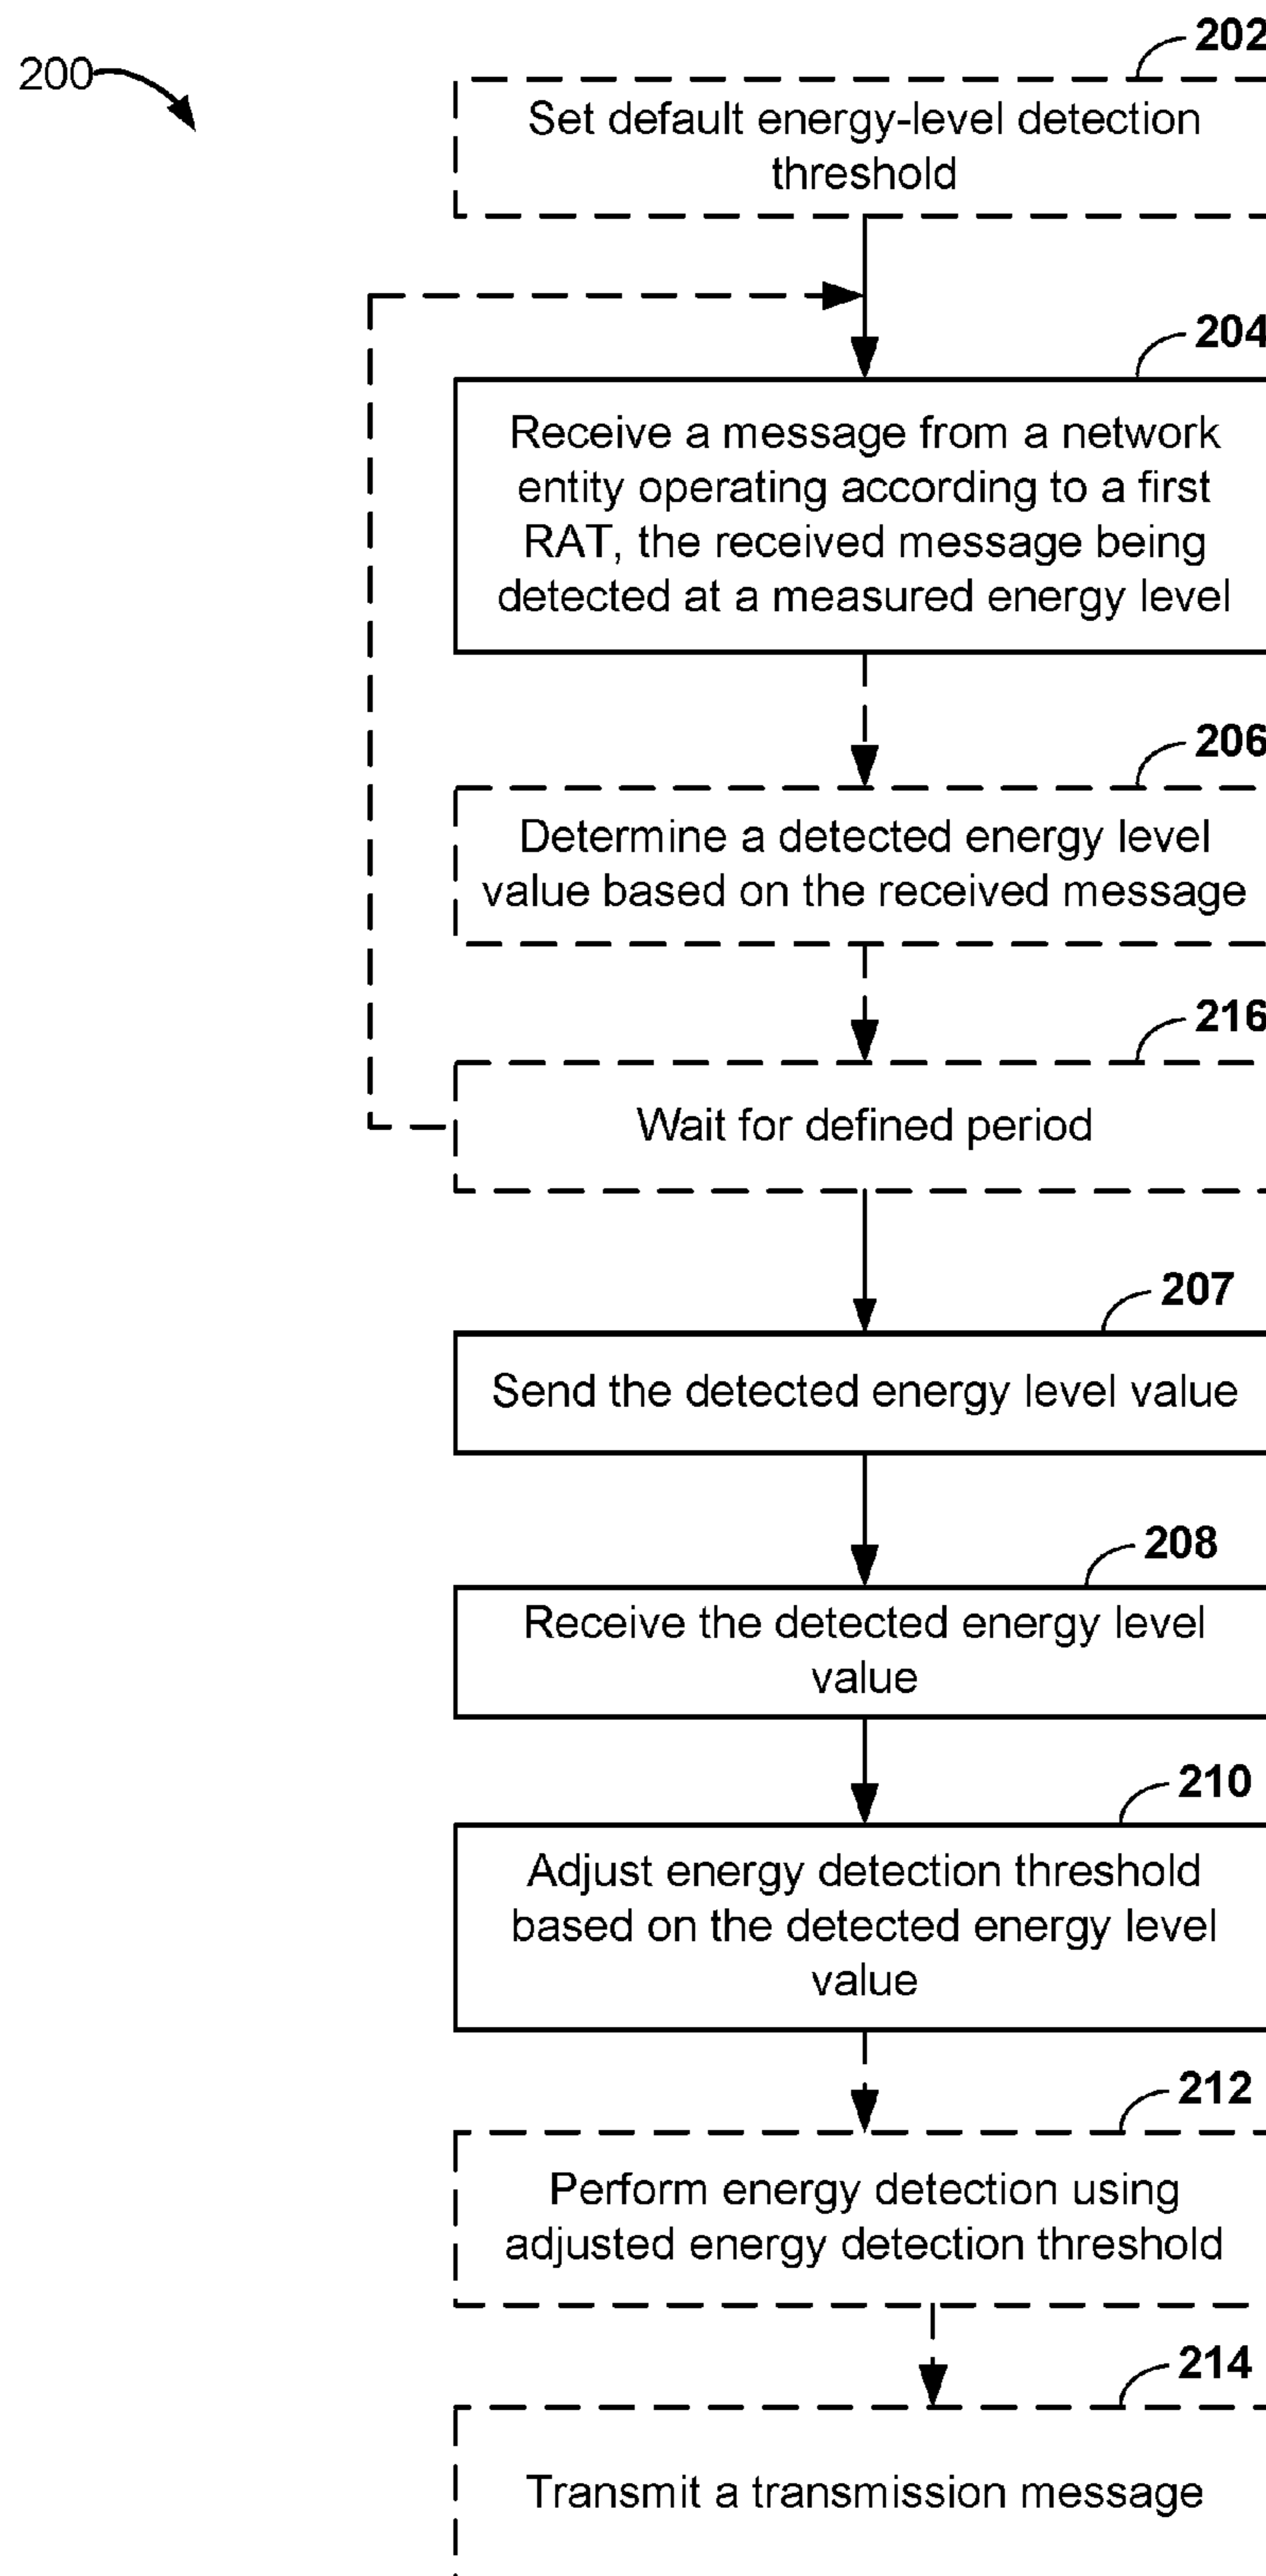 200
202
Set default energy-level detection
threshold
204
Receive a message from a network
entity operating according to a first
RAT, the received message being
detected at a measured energy level
206
Determine a detected energy level
value based on the received message
216
Wait for defined period
207
Send the detected energy level value
208
Receive the detected energy level
value
210
Adjust energy detection threshold
based on the detected energy level
value
212
Perform energy detection using
adjusted energy detection threshold
214
Transmit a transmission message